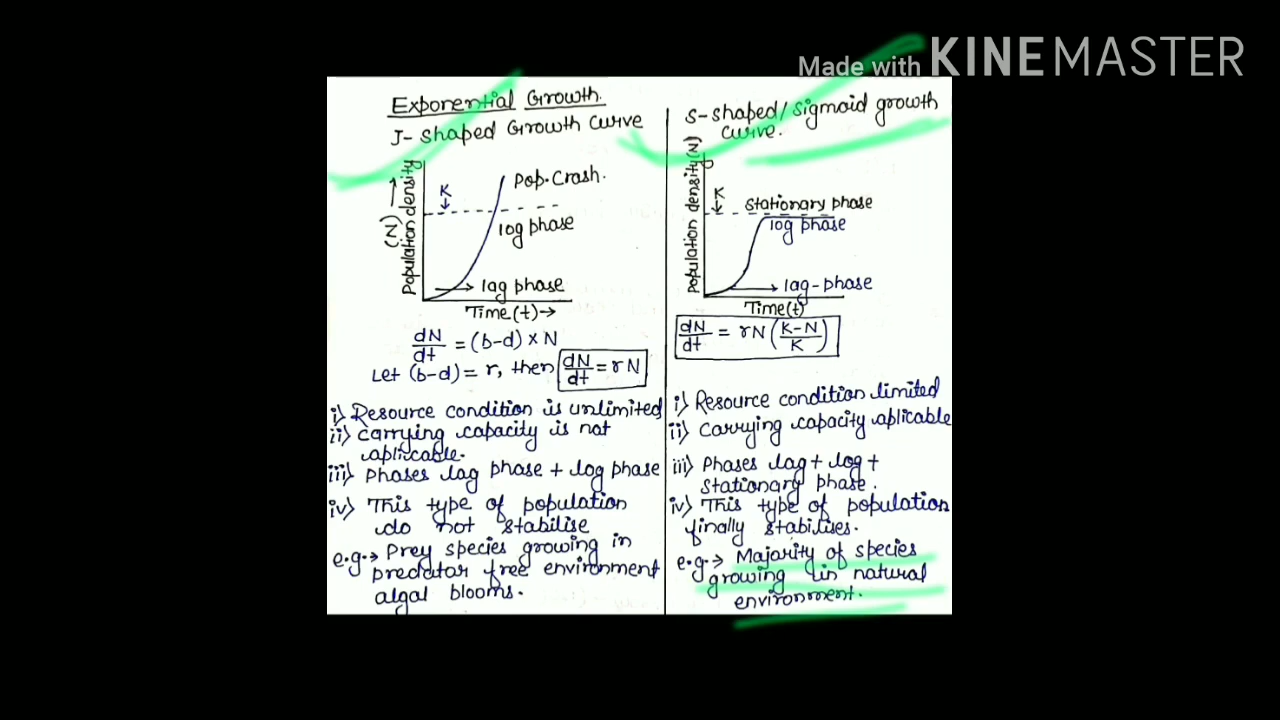 Made with KINEMASTER
Exponential Growth.
J- Shaped Growth Curve
Population density
(N) →
K
Pop. Crash.
log phase
lag phase
Time(t)→
dN/dt = (b-d) × N
Let (b-d) = r, then dN/dt = rN
i) Resource condition is unlimited
ii) Carrying capacity is not
aplicable.
iii) Phases lag phase + log phase
iv) This type of population
do not stabilise
e.g.→ Prey species growing in
predator free environment
algal blooms.
S-shaped/sigmoid growth
curve.
Population density(N)
K
Stationary phase
log phase
lag-phase
Time(t)
dN/dt = rN (K-N/K)
i) Resource condition limited
ii) Carrying capacity aplicable
iii) Phases lag + log +
Stationary phase.
iv) This type of population
finally stabilises.
e.g.→ Majority of species
growing in natural
environment.